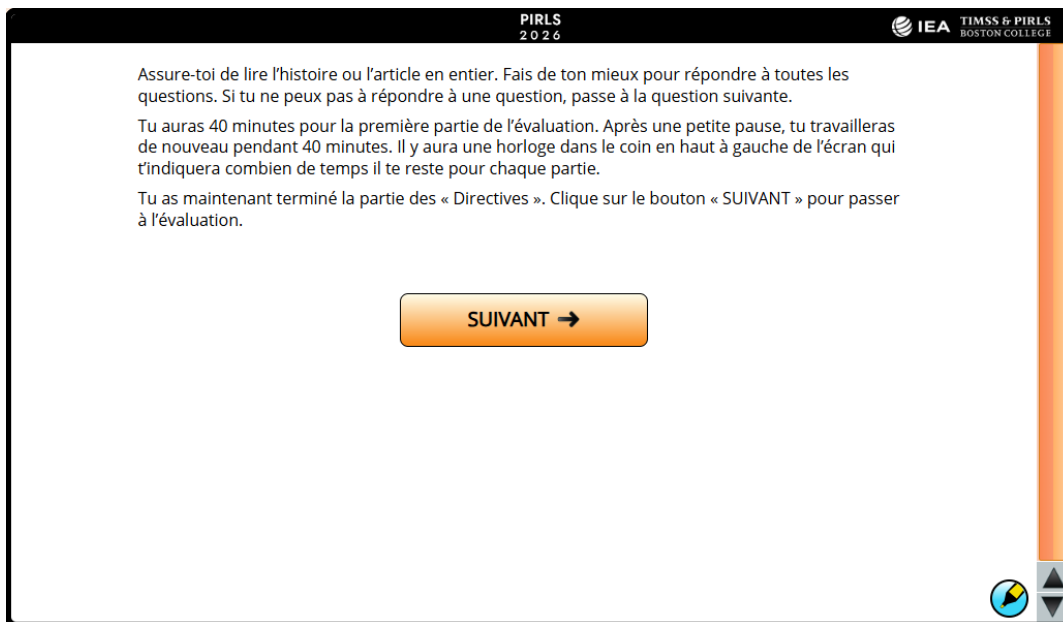 PIRLS
2026
IEA
TIMSS & PIRLS
BOSTON COLLEGE
Assure-toi de lire l’histoire ou l’article en entier. Fais de ton mieux pour répondre à toutes les
questions. Si tu ne peux pas à répondre à une question, passe à la question suivante.
Tu auras 40 minutes pour la première partie de l’évaluation. Après une petite pause, tu travailleras
de nouveau pendant 40 minutes. Il y aura une horloge dans le coin en haut à gauche de l’écran qui
t’indiquera combien de temps il te reste pour chaque partie.
Tu as maintenant terminé la partie des « Directives ». Clique sur le bouton « SUIVANT » pour passer
à l’évaluation.
SUIVANT ➜